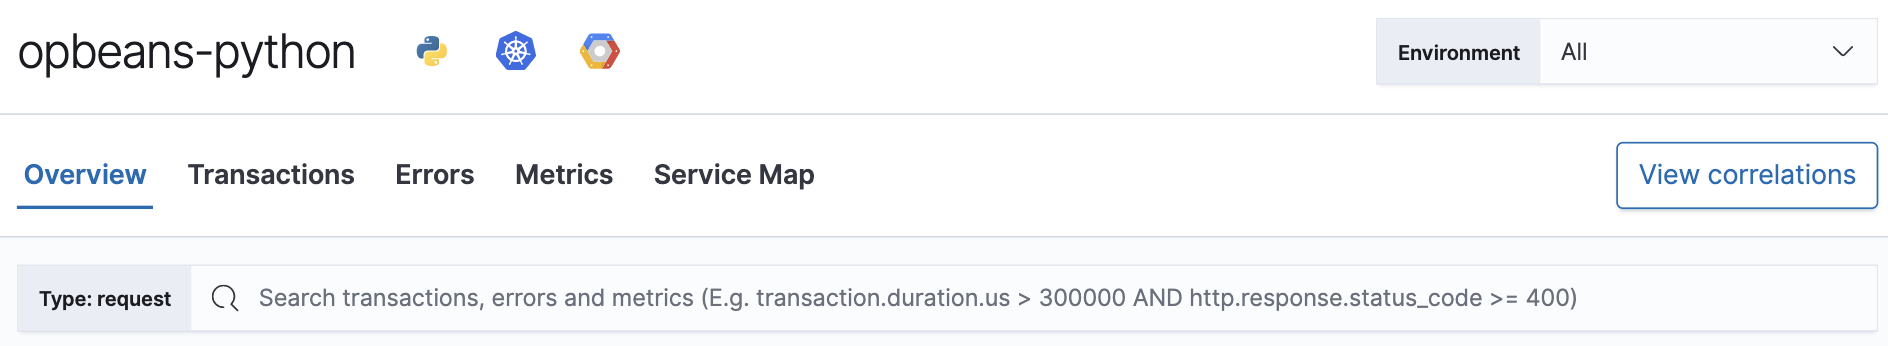 opbeans-python
Environment All
Overview Transactions Errors Metrics Service Map View correlations
Type: request Search transactions, errors and metrics (E.g. transaction.duration.us > 300000 AND http.response.status_code >= 400)